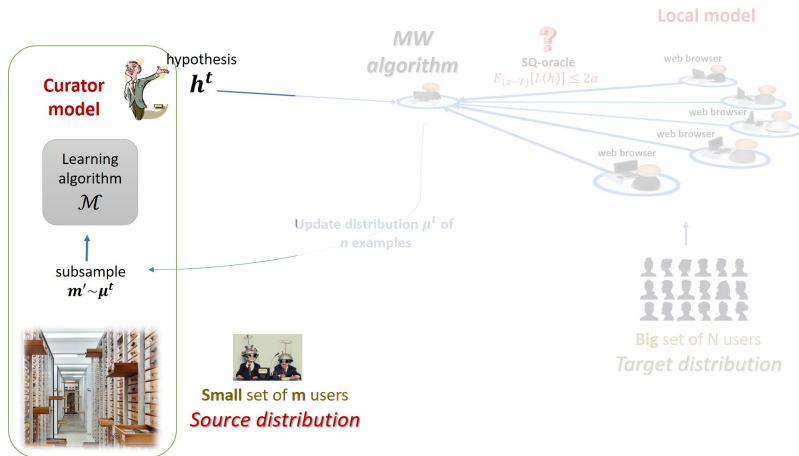 Local model
MW
algorithm
hypothesis
h^t
Curator
model
?
SQ-oracle
E_{(x~T)}[L(h)] ≤ 2α
web browser
web browser
web browser
web browser
web browser
Learning
algorithm
ℳ
Update distribution μ^t of
n examples
subsample
m'~μ^t
Big set of N users
Target distribution
Small set of m users
Source distribution